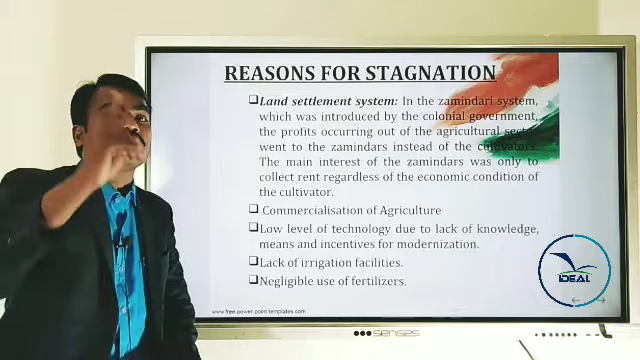 REASONS FOR STAGNATION
Land settlement system: In the zamindari system,
which was introduced by the colonial government,
the profits occurring out of the agricultural sector
went to the zamindars instead of the cultivators.
The main interest of the zamindars was only to
collect rent regardless of the economic condition of
the cultivator.
Commercialisation of Agriculture
Low level of technology due to lack of knowledge,
means and incentives for modernization.
Lack of irrigation facilities.
Negligible use of fertilizers.
IDEAL
www.free-power-point-templates.com
senses